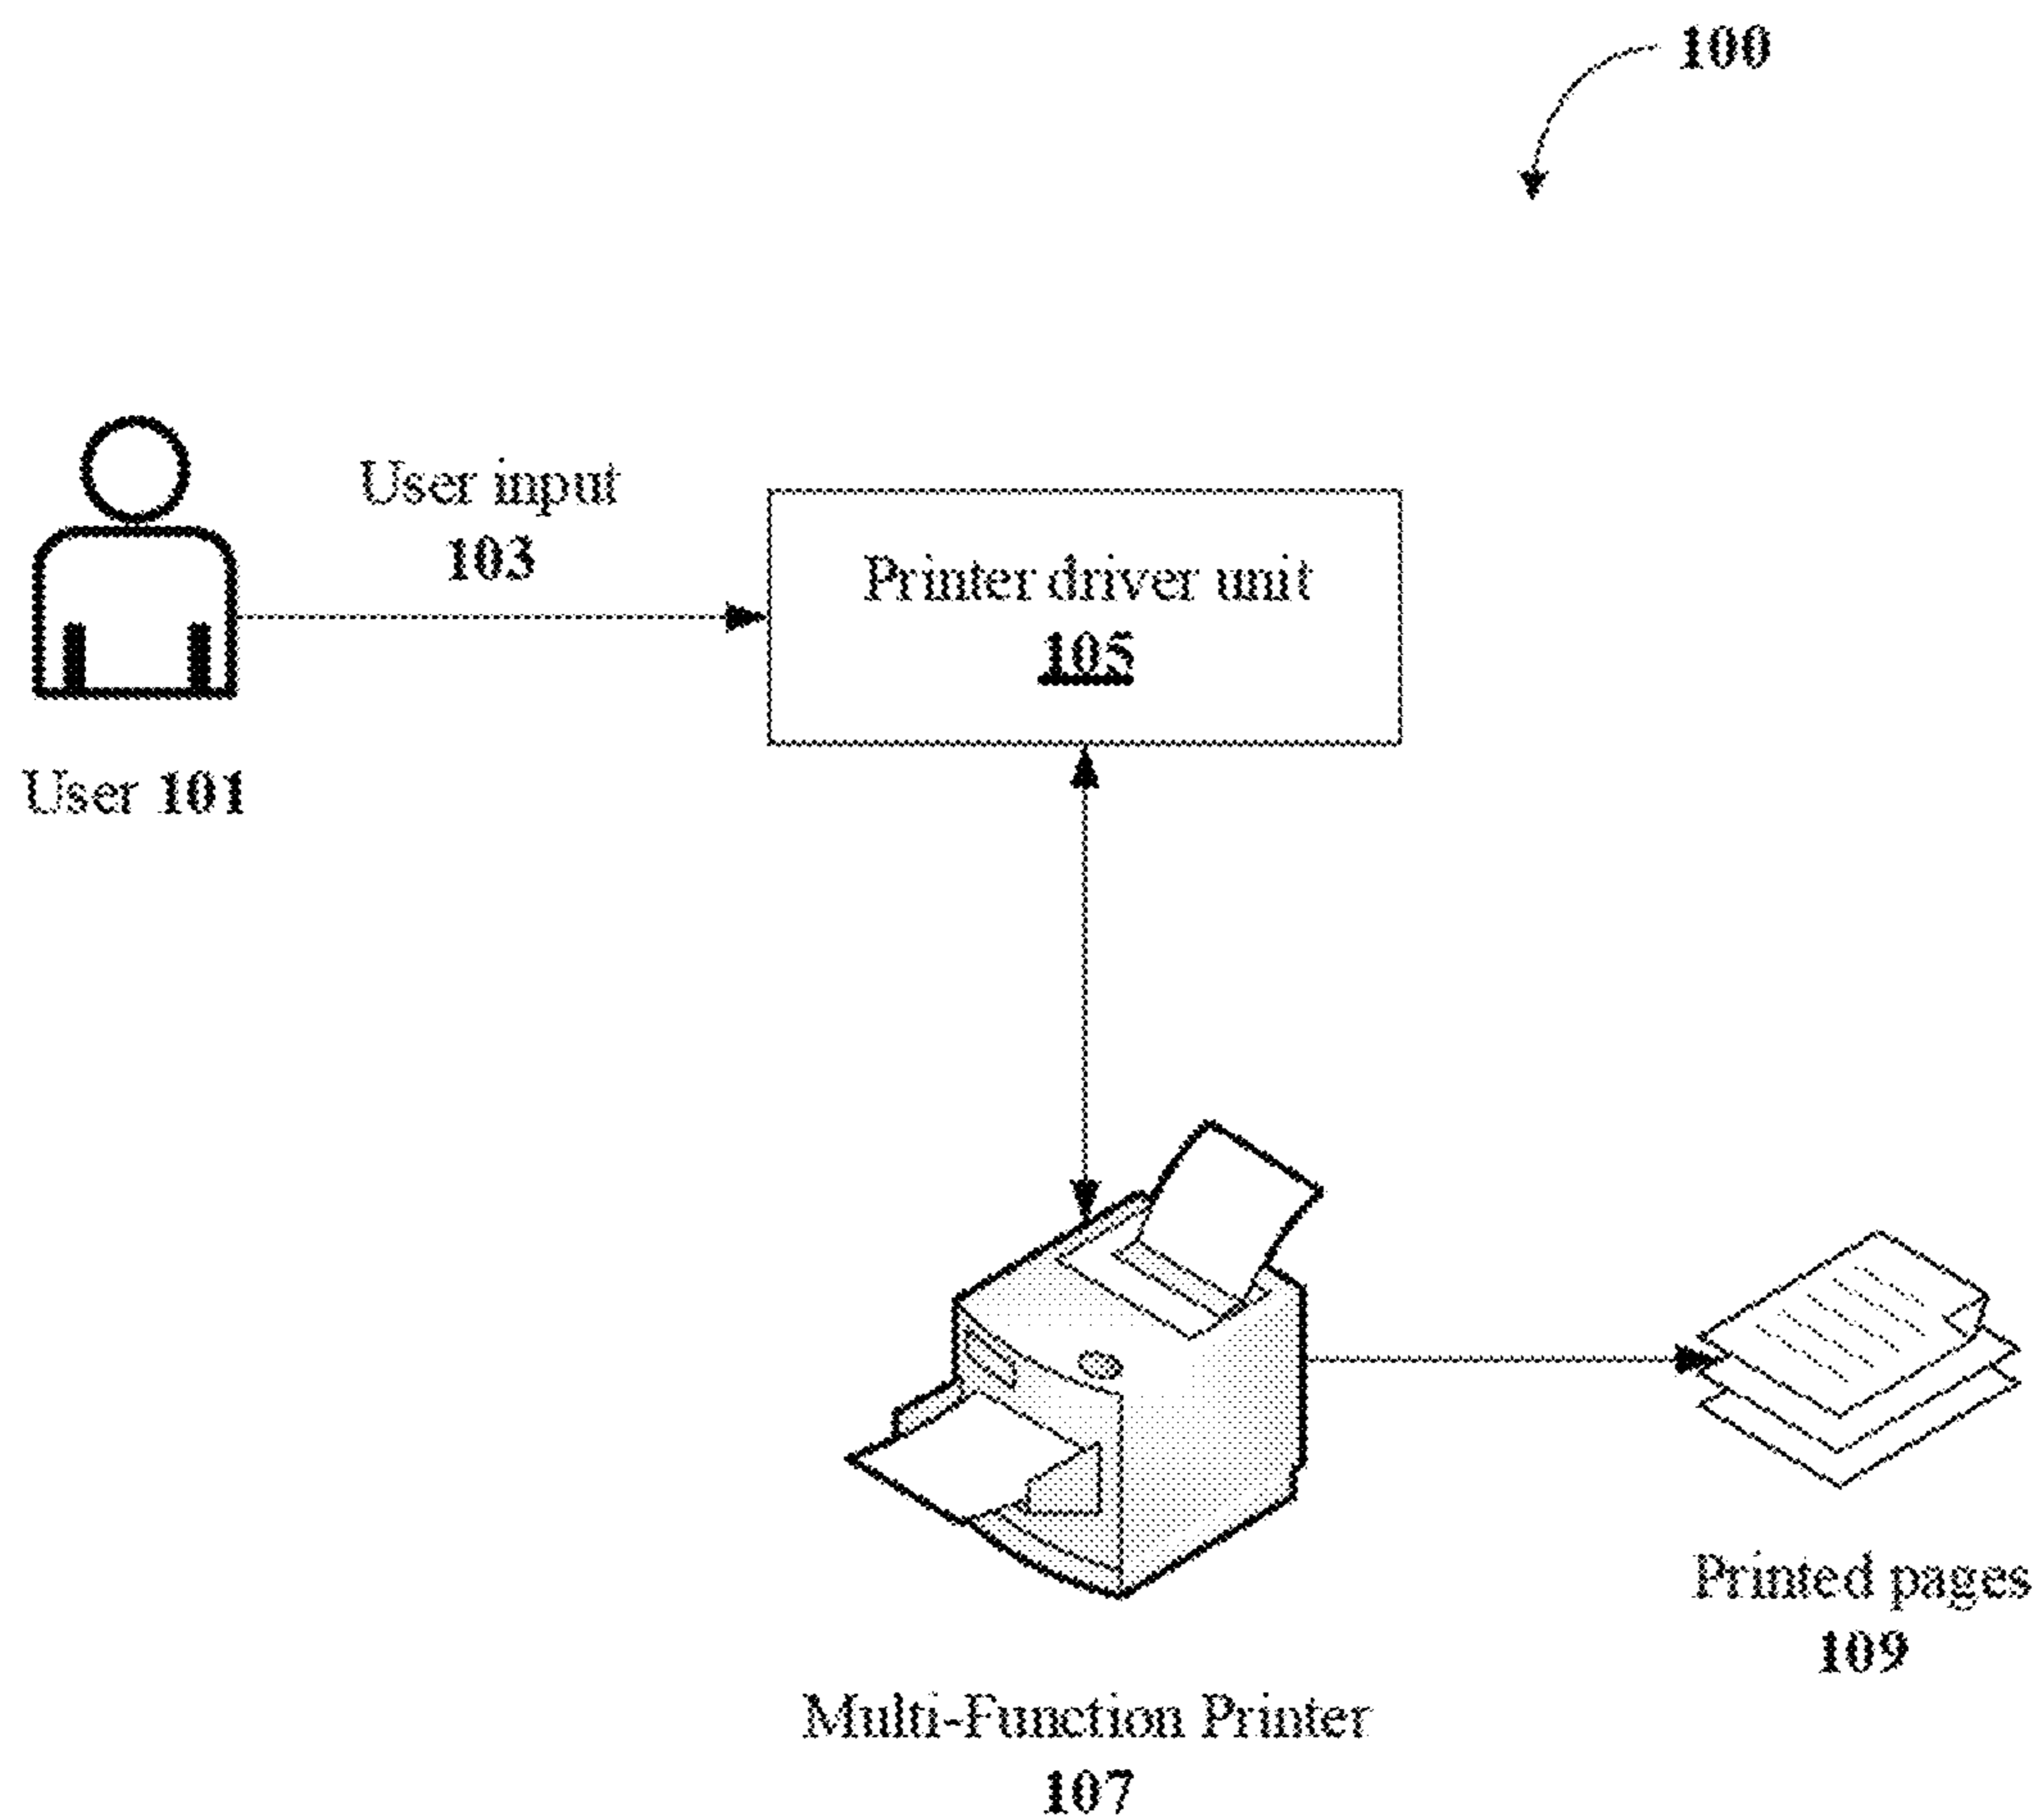 100
User input
103
Printer driver unit
105
User 101
Printed pages
109
Multi-Function Printer
107